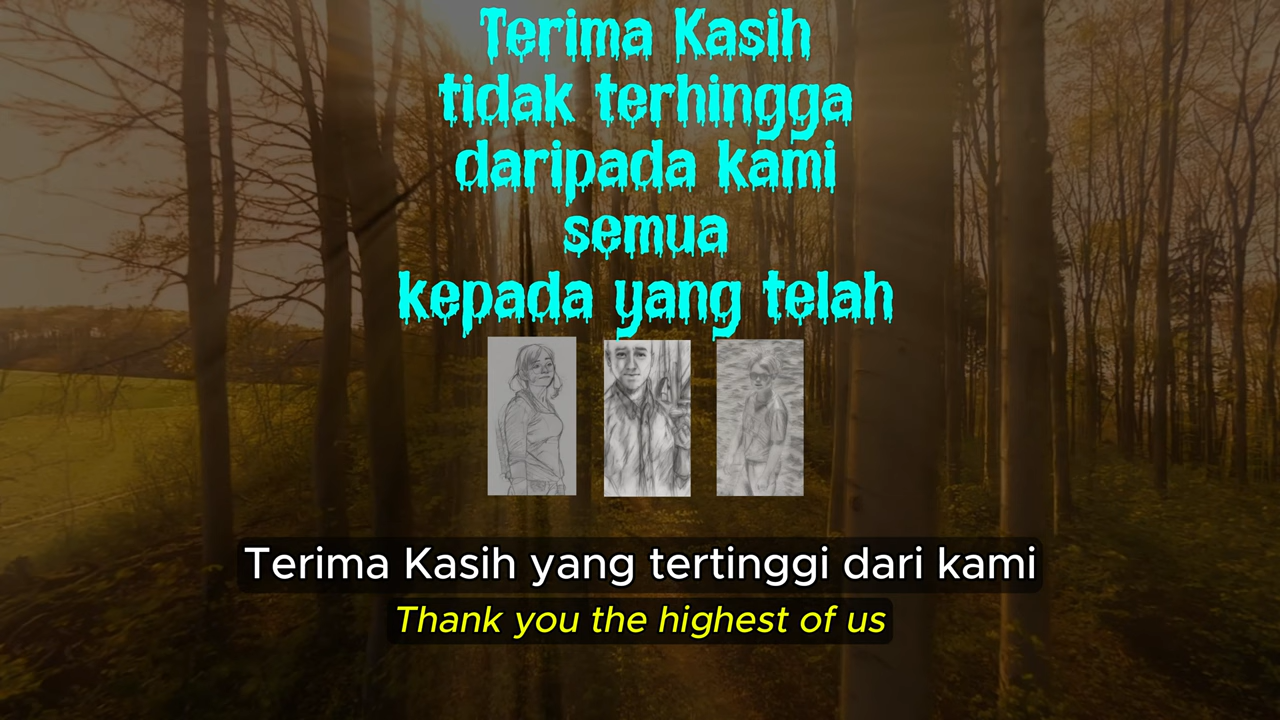 Terima Kasih
tidak terhingga
daripada kami
semua
kepada yang telah
Terima Kasih yang tertinggi dari kami
Thank you the highest of us